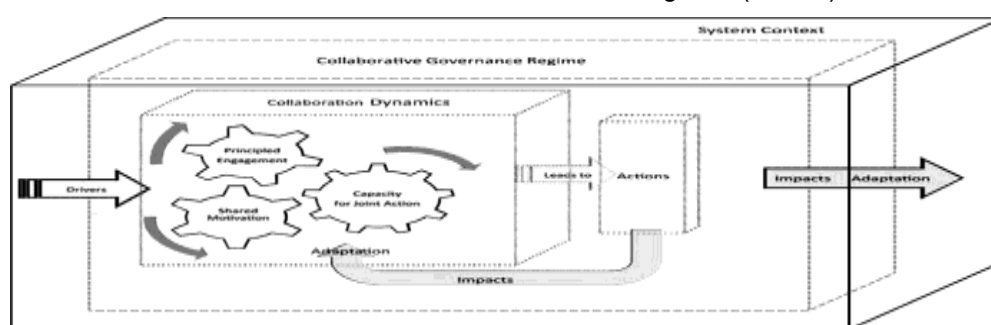 System Context
Collaborative Governance Regime
Collaboration Dynamics
Principled
Engagement
Drivers
Shared
Motivation
Capacity
for Joint Action
Leads to
Actions
Impacts Adaptation
Adaptation
Impacts